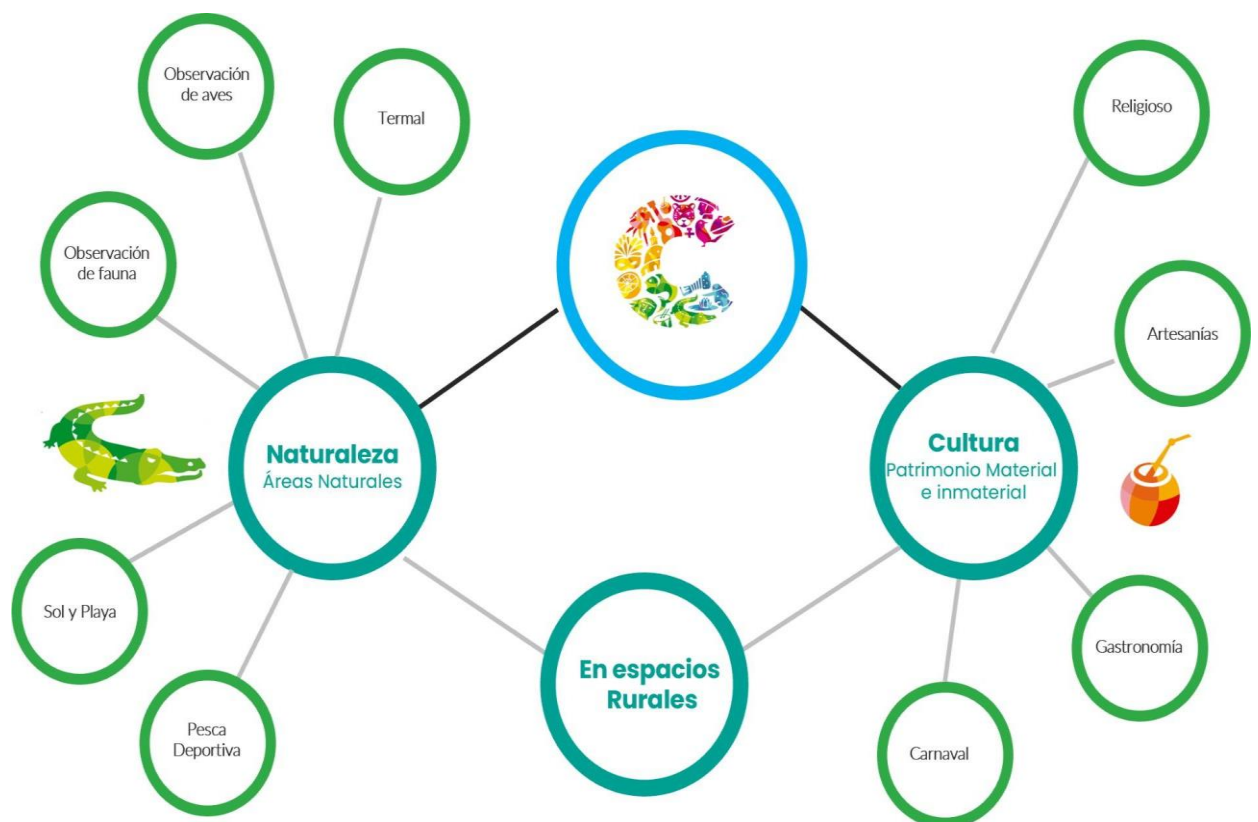 Observación
de aves
Termal
Religioso
Observación
de fauna
Artesanías
Naturaleza
Áreas Naturales
Cultura
Patrimonio Material
e inmaterial
Sol y Playa
Pesca
Deportiva
En espacios
Rurales
Gastronomía
Carnaval